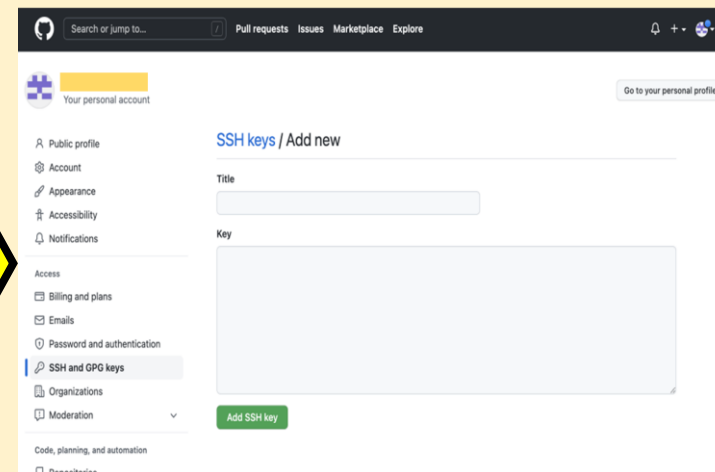 Search or jump to...
/
Pull requests Issues Marketplace Explore
Your personal account
Go to your personal profile
Public profile
Account
Appearance
Accessibility
Notifications
Access
Billing and plans
Emails
Password and authentication
SSH and GPG keys
Organizations
Moderation
Code, planning, and automation
Repositories
SSH keys / Add new
Title
Key
Add SSH key